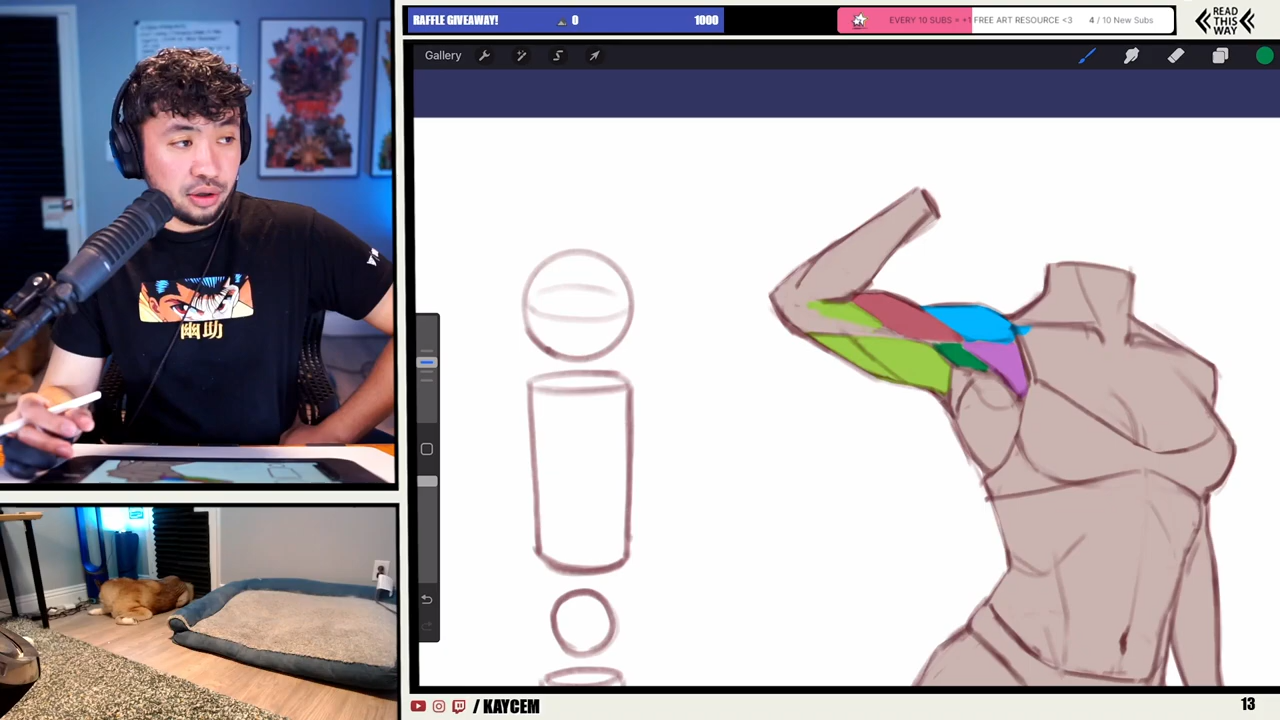 RAFFLE GIVEAWAY! 0 1000
EVERY 10 SUBS = +1 FREE ART RESOURCE <3 4 / 10 New Subs
READ
THIS
WAY
Gallery
幽助
/ KAYCEM
13